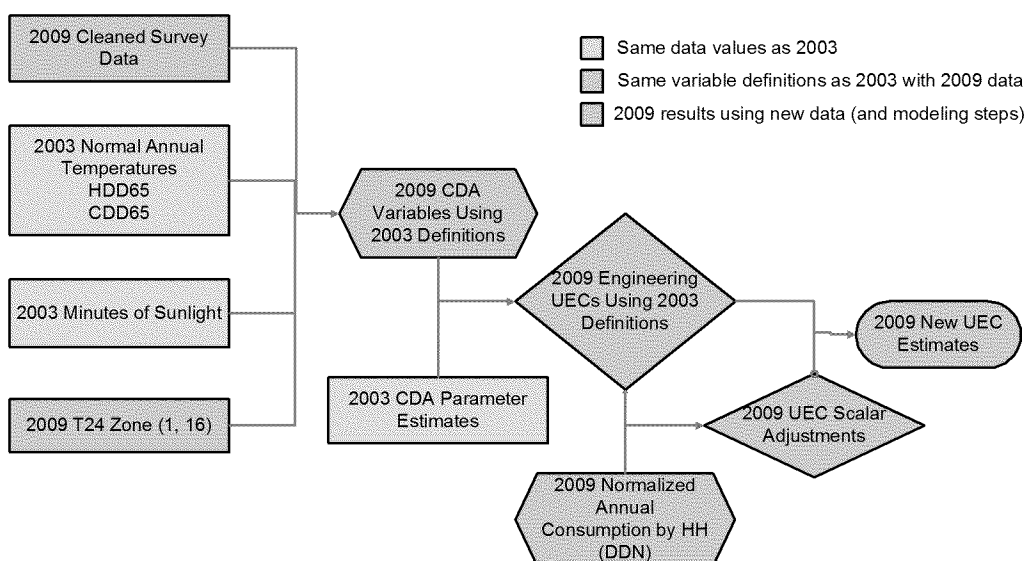 2009 Cleaned Survey
Data
Same data values as 2003
Same variable definitions as 2003 with 2009 data
2009 results using new data (and modeling steps)
2003 Normal Annual
Temperatures
HDD65
CDD65
2009 CDA
Variables Using
2003 Definitions
2009 Engineering
UECs Using 2003
Definitions
2003 Minutes of Sunlight
2009 New UEC
Estimates
2003 CDA Parameter
Estimates
2009 T24 Zone (1, 16)
2009 UEC Scalar
Adjustments
2009 Normalized
Annual
Consumption by HH
(DDN)